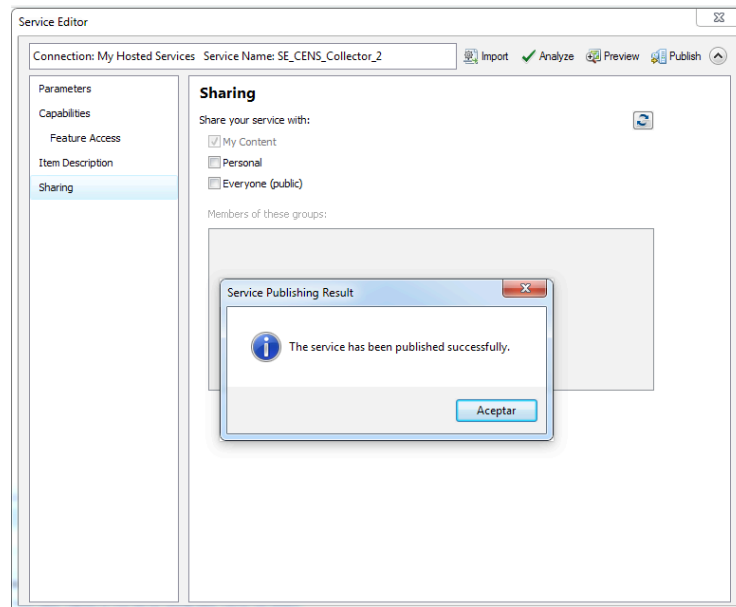 Service Editor
Connection: My Hosted Services Service Name: SE_CENS_Collector_2
Import Analyze Preview Publish
Parameters
Capabilities
Feature Access
Item Description
Sharing
Sharing
Share your service with:
My Content
Personal
Everyone (public)
Members of these groups:
Service Publishing Result
The service has been published successfully.
Aceptar